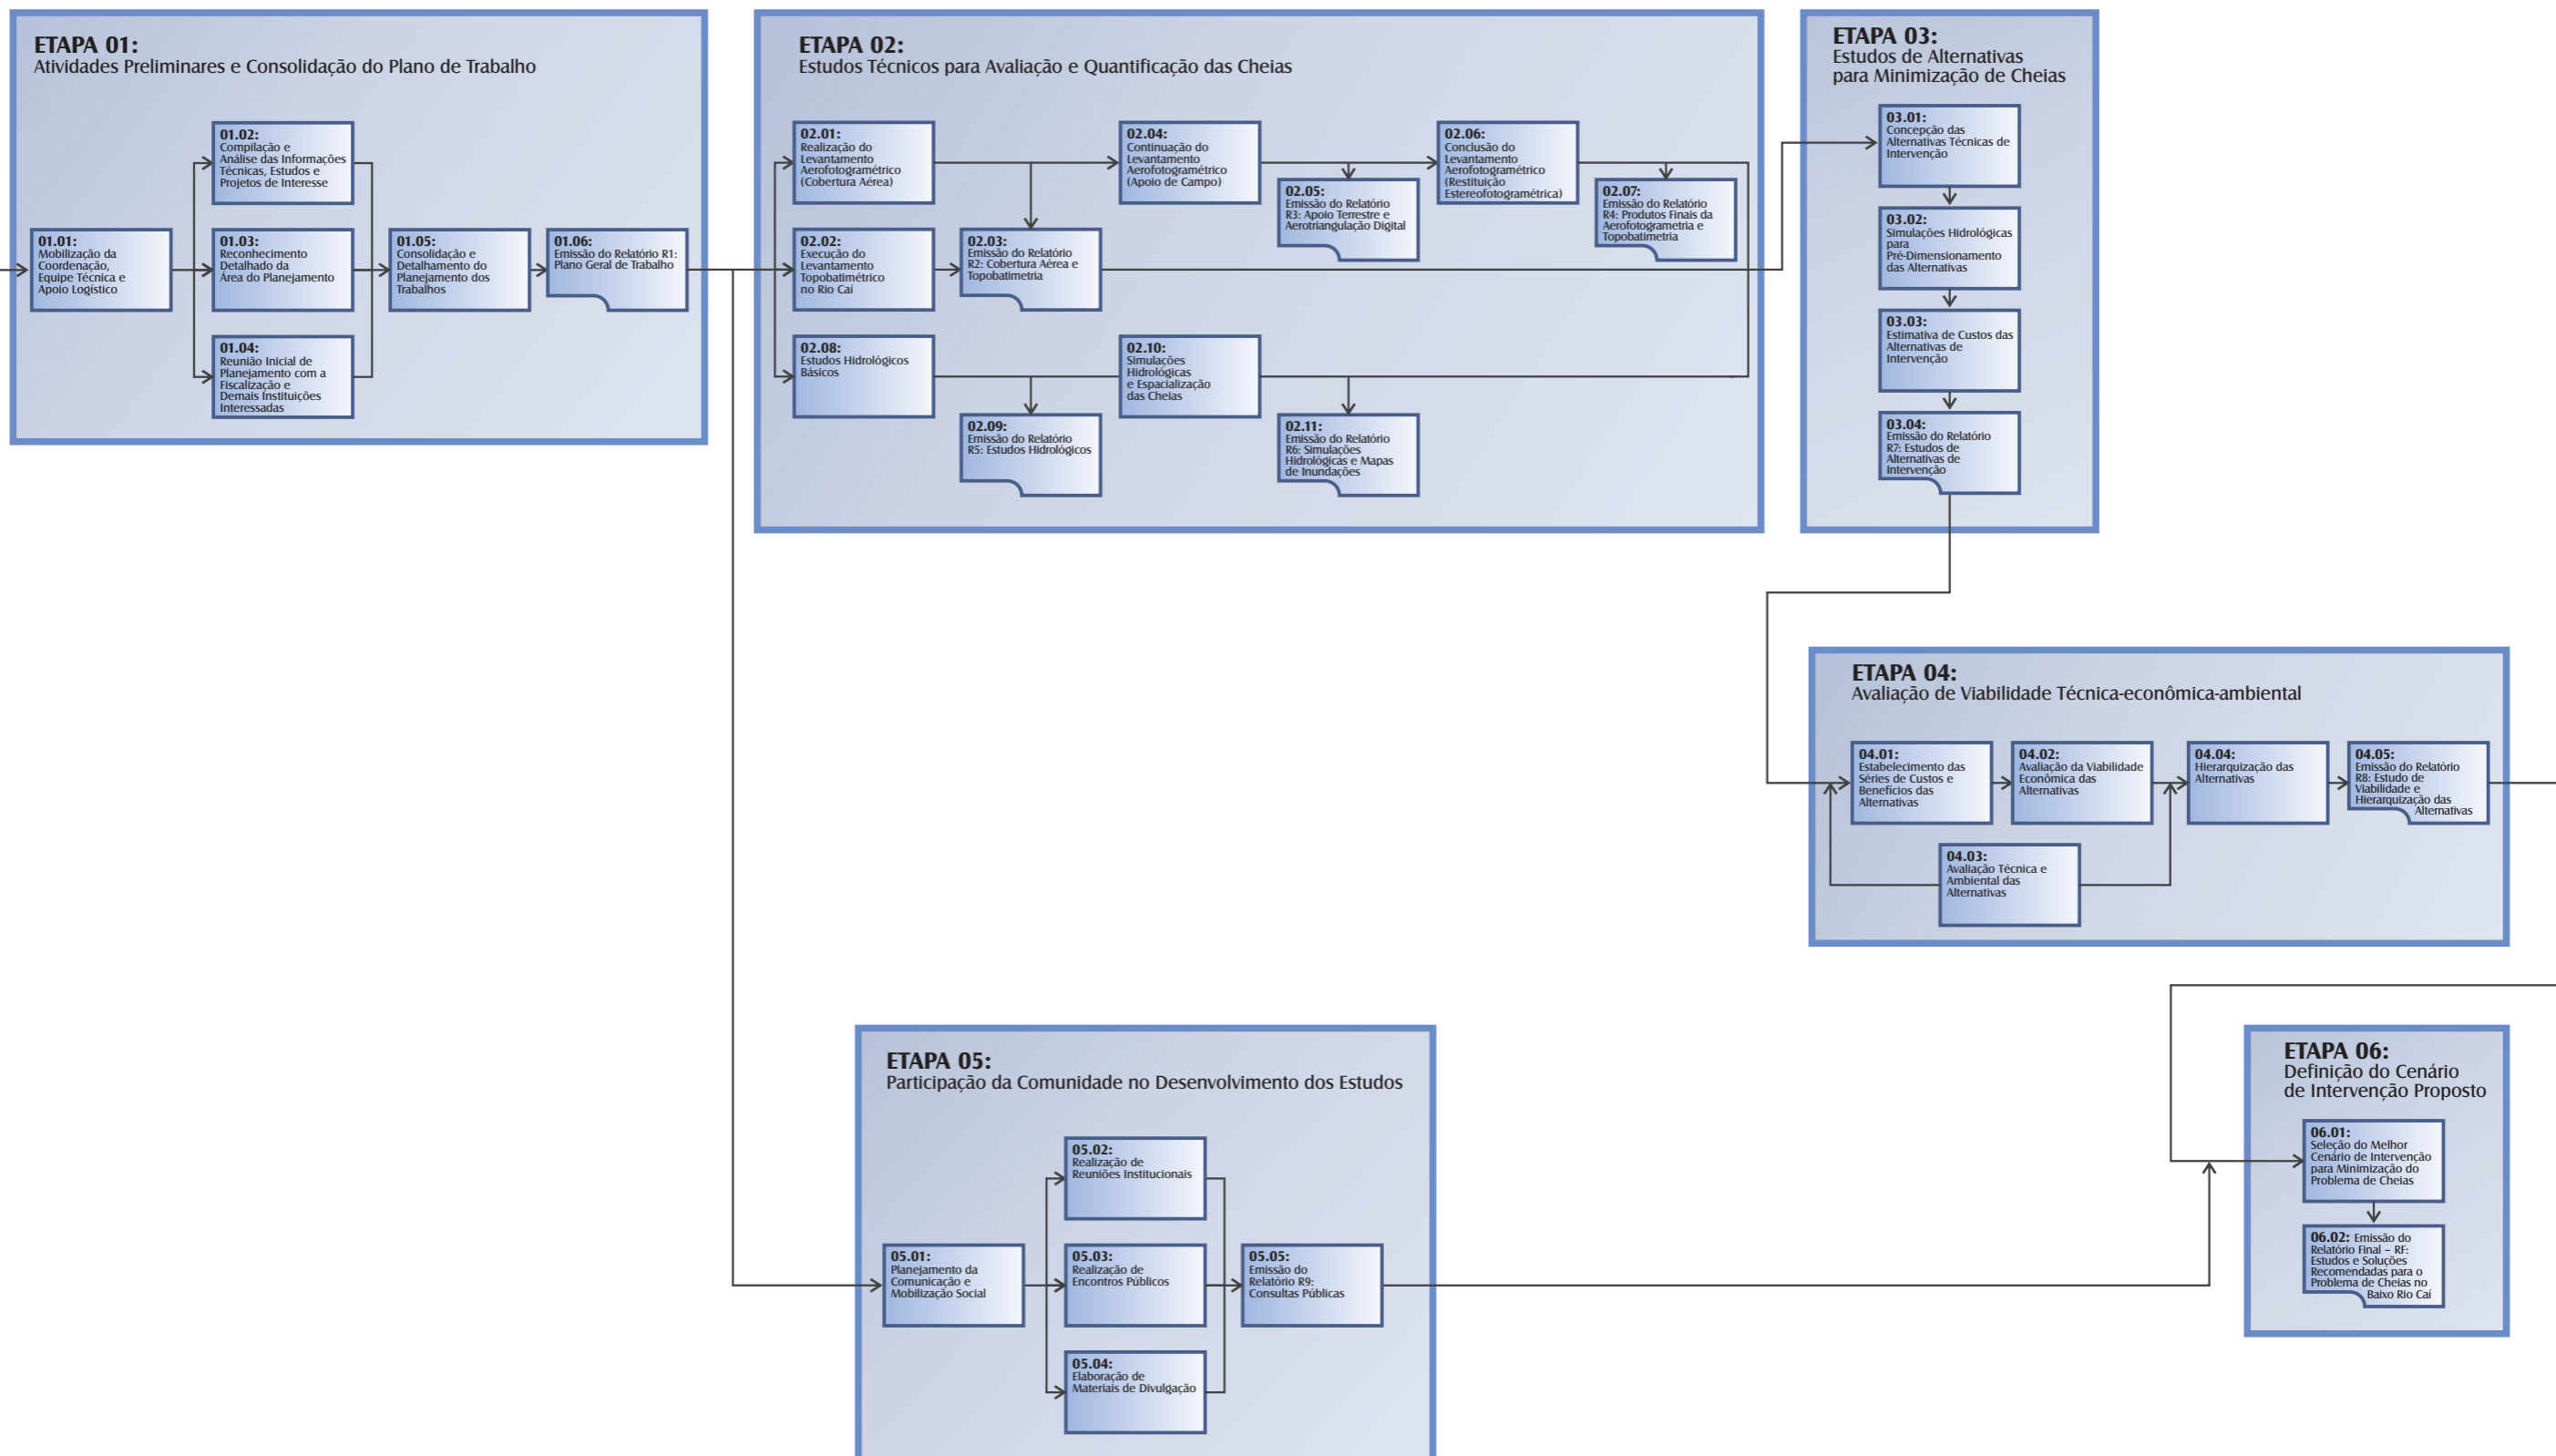 ETAPA 01:
Atividades Preliminares e Consolidação do Plano de Trabalho
01.01:
Mobilização da
Coordenação,
Equipe Técnica e
Apoio Logístico
01.02:
Compilação e
Análise das Informações
Técnicas, Estudos e
Projetos de Interesse
01.03:
Reconhecimento
Detalhado da
Área do Planejamento
01.04:
Reunião Inicial de
Planejamento com a
Fiscalização e
Demais Instituições
Interessadas
01.05:
Consolidação e
Detalhamento do
Planejamento dos
Trabalhos
01.06:
Emissão do Relatório R1:
Plano Geral de Trabalho
ETAPA 02:
Estudos Técnicos para Avaliação e Quantificação das Cheias
02.01:
Realização do
Levantamento
Aerofotogramétrico
(Cobertura Aérea)
02.02:
Execução do
Levantamento
Topobatimétrico
no Rio Caí
02.03:
Emissão do Relatório
R2: Cobertura Aérea e
Topobatimetria
02.04:
Continuação do
Levantamento
Aerofotogramétrico
(Apoio de Campo)
02.05:
Emissão do Relatório
R3: Apoio Terrestre e
Aerotriangulação Digital
02.06:
Conclusão do
Levantamento
Aerofotogramétrico
(Restituição
Estereofotogramétrica)
02.07:
Emissão do Relatório
R4: Produtos Finais da
Aerofotogrametria e
Topobatimetria
02.08:
Estudos Hidrológicos
Básicos
02.09:
Emissão do Relatório
R5: Estudos Hidrológicos
02.10:
Simulações
Hidrológicas
e Espacialização
das Cheias
02.11:
Emissão do Relatório
R6: Simulações
Hidrológicas e Mapas
de Inundações
ETAPA 03:
Estudos de Alternativas
para Minimização de Cheias
03.01:
Concepção das
Alternativas Técnicas de
Intervenção
03.02:
Simulações Hidrológicas
para
Pré-Dimensionamento
das Alternativas
03.03:
Estimativa de Custos das
Alternativas de
Intervenção
03.04:
Emissão do Relatório
R7: Estudos de
Alternativas de
Intervenção
ETAPA 04:
Avaliação de Viabilidade Técnica-econômica-ambiental
04.01:
Estabelecimento das
Séries de Custos e
Benefícios das
Alternativas
04.02:
Avaliação da Viabilidade
Econômica das
Alternativas
04.03:
Avaliação Técnica e
Ambiental das
Alternativas
04.04:
Hierarquização das
Alternativas
04.05:
Emissão do Relatório
R8: Estudo de
Viabilidade e
Hierarquização das
Alternativas
ETAPA 05:
Participação da Comunidade no Desenvolvimento dos Estudos
05.01:
Planejamento da
Comunicação e
Mobilização Social
05.02:
Realização de
Reuniões Institucionais
05.03:
Realização de
Encontros Públicos
05.04:
Elaboração de
Materiais de Divulgação
05.05:
Emissão do
Relatório R9:
Consultas Públicas
ETAPA 06:
Definição do Cenário
de Intervenção Proposto
06.01:
Seleção do Melhor
Cenário de Intervenção
para Minimização do
Problema de Cheias
06.02: Emissão do
Relatório Final – RF:
Estudos e Soluções
Recomendadas para o
Problema de Cheias no
Baixo Rio Caí